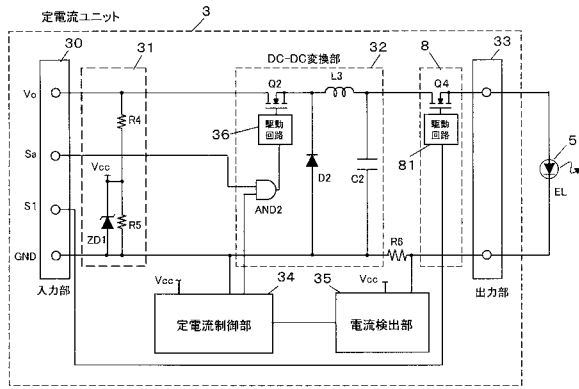 定電流ユニット
3
30
31
DC-DC変換部
32
8
33
Vo
R4
Q2
L3
Q4
36
駆動
回路
駆動
回路
81
5
Sa
Vcc
AND2
D2
C2
EL
S1
ZD1
R5
R6
GND
入力部
Vcc
34
35
Vcc
出力部
定電流制御部
電流検出部